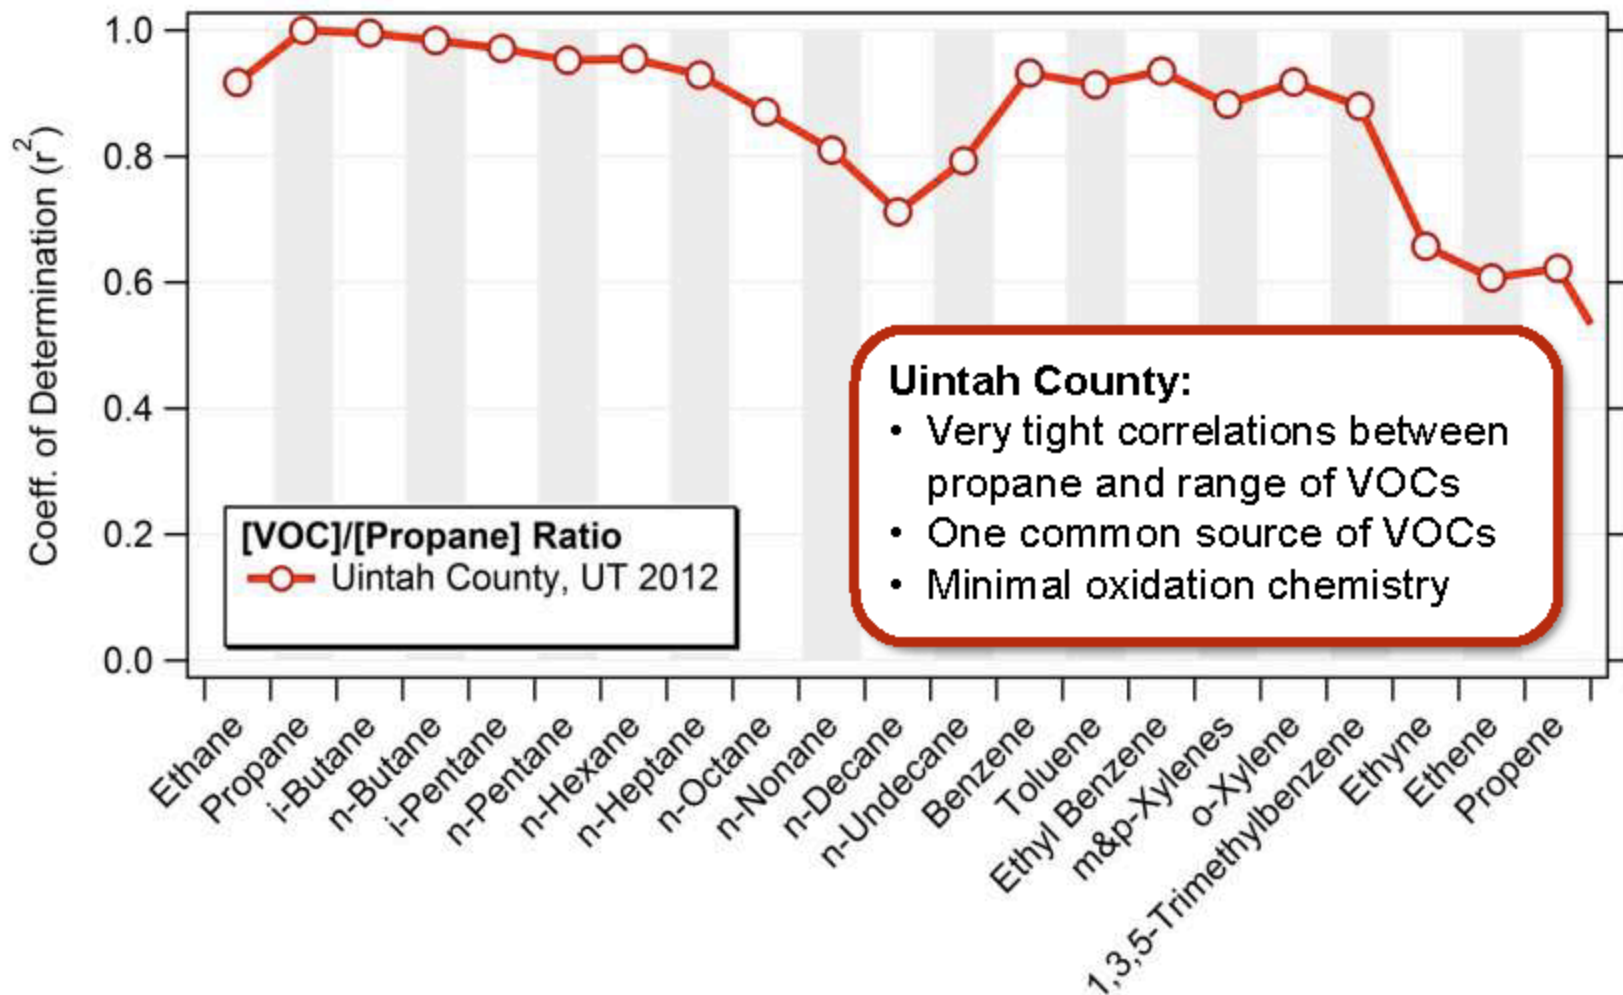 1.0
0.8
0.6
0.4
0.2
0.0
Coeff. of Determination (r²)
[VOC]/[Propane] Ratio
Uintah County, UT 2012
Uintah County:
• Very tight correlations between
propane and range of VOCs
• One common source of VOCs
• Minimal oxidation chemistry
Ethane
Propane
i-Butane
n-Butane
i-Pentane
n-Pentane
n-Hexane
n-Heptane
n-Octane
n-Nonane
n-Decane
n-Undecane
Benzene
Toluene
Ethyl Benzene
m&p-Xylenes
o-Xylene
1,3,5-Trimethylbenzene
Ethyne
Ethene
Propene